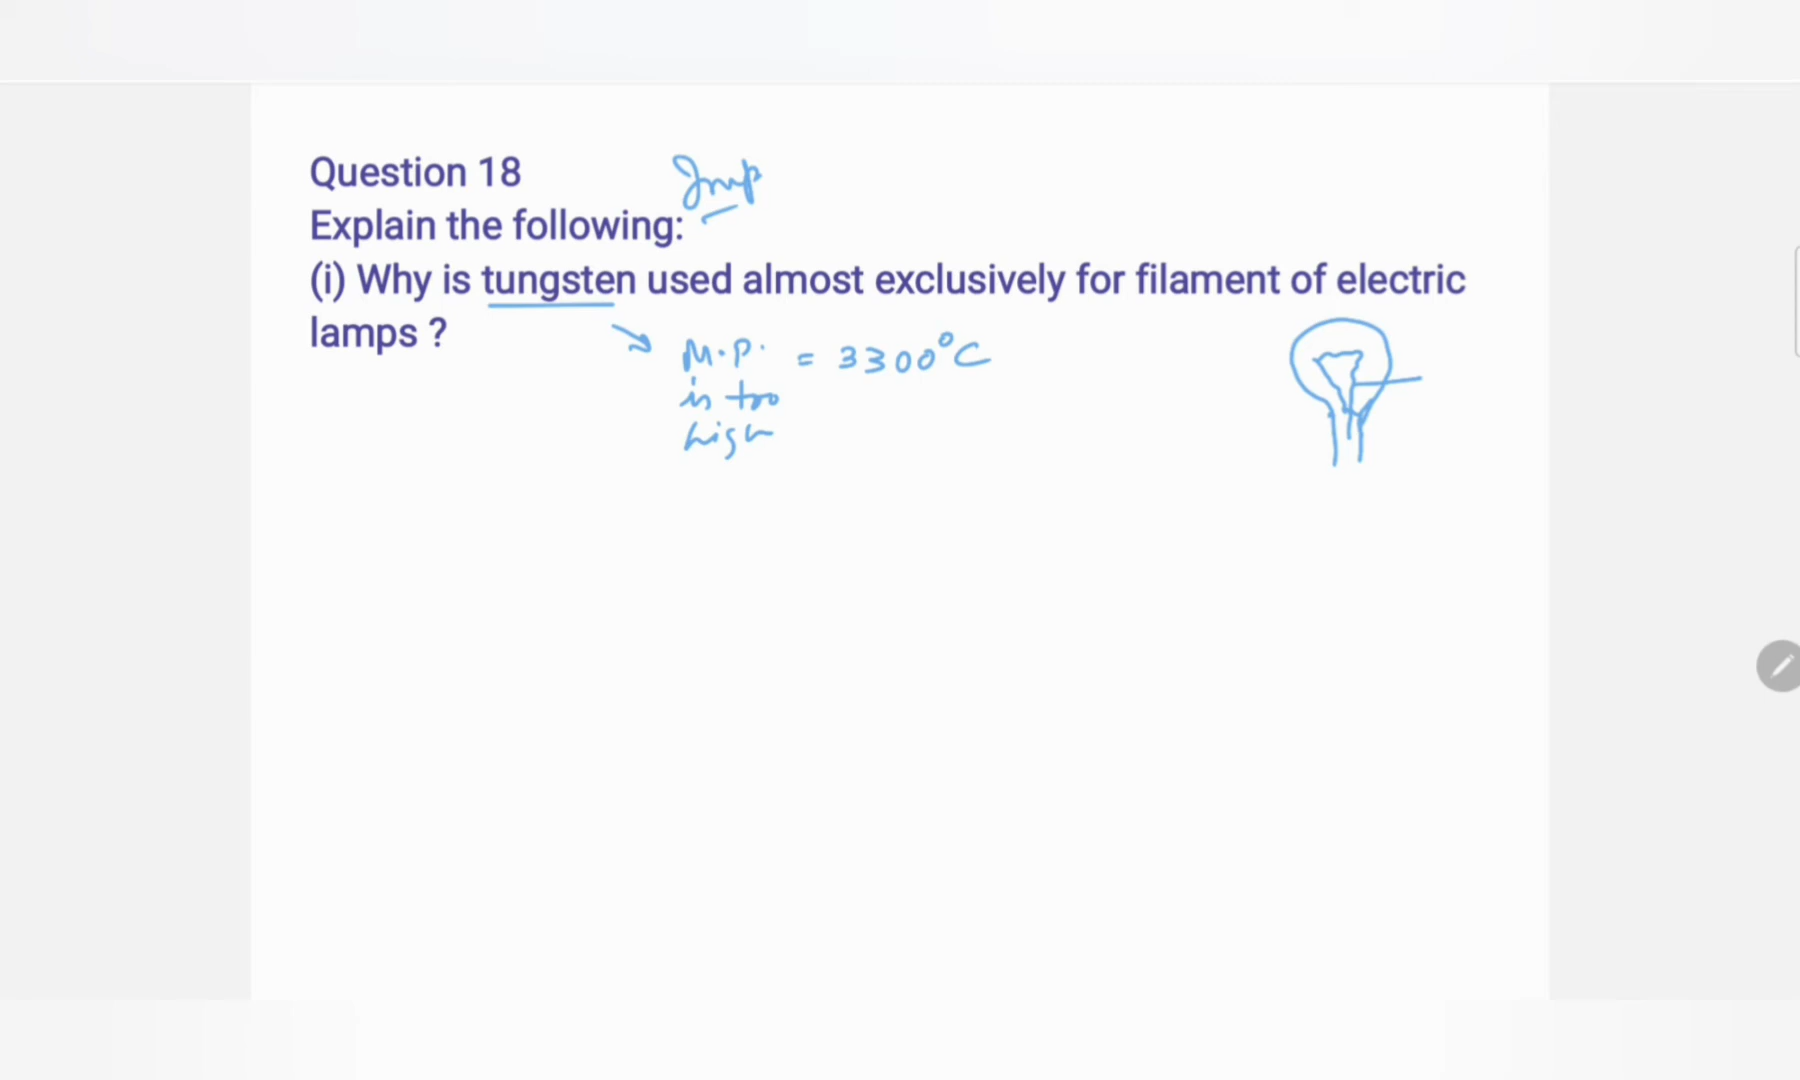 Question 18
Imp
Explain the following:
(i) Why is tungsten used almost exclusively for filament of electric
lamps ?
M.P. = 3300°C
is too
high